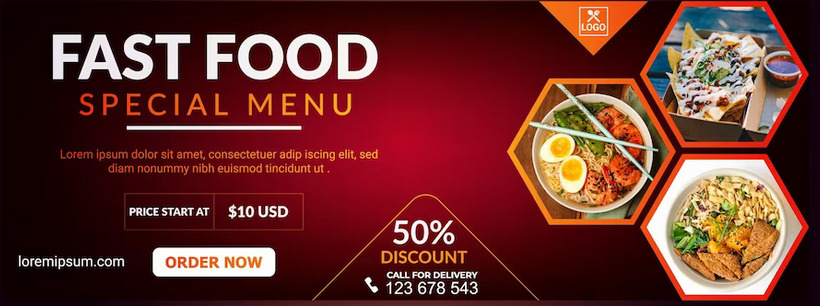 FAST FOOD
SPECIAL MENU
Lorem ipsum dolor sit amet, consectetuer adip iscing elit, sed
diam nonummy nibh euismod tincidunt ut .
PRICE START AT $10 USD
loremipsum.com
ORDER NOW
50%
DISCOUNT
CALL FOR DELIVERY
123 678 543
LOGO